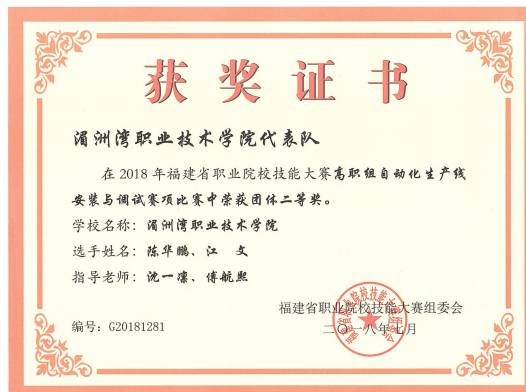 获奖证书
湄洲湾职业技术学院代表队
在2018年福建省职业院校技能大赛高职组自动化生产线
安装与调试赛项比赛中荣获团体二等奖。
学校名称：湄洲湾职业技术学院
选手姓名：陈华鹏、江 文
指导老师：沈一凛、傅航熙
福建省职业院校技能大赛组委会
编号：G20181281
二〇一八年七月